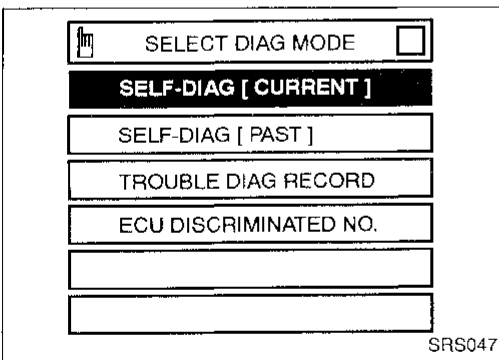 SELECT DIAG MODE
SELF-DIAG [ CURRENT ]
SELF-DIAG [ PAST ]
TROUBLE DIAG RECORD
ECU DISCRIMINATED NO.
SRS047